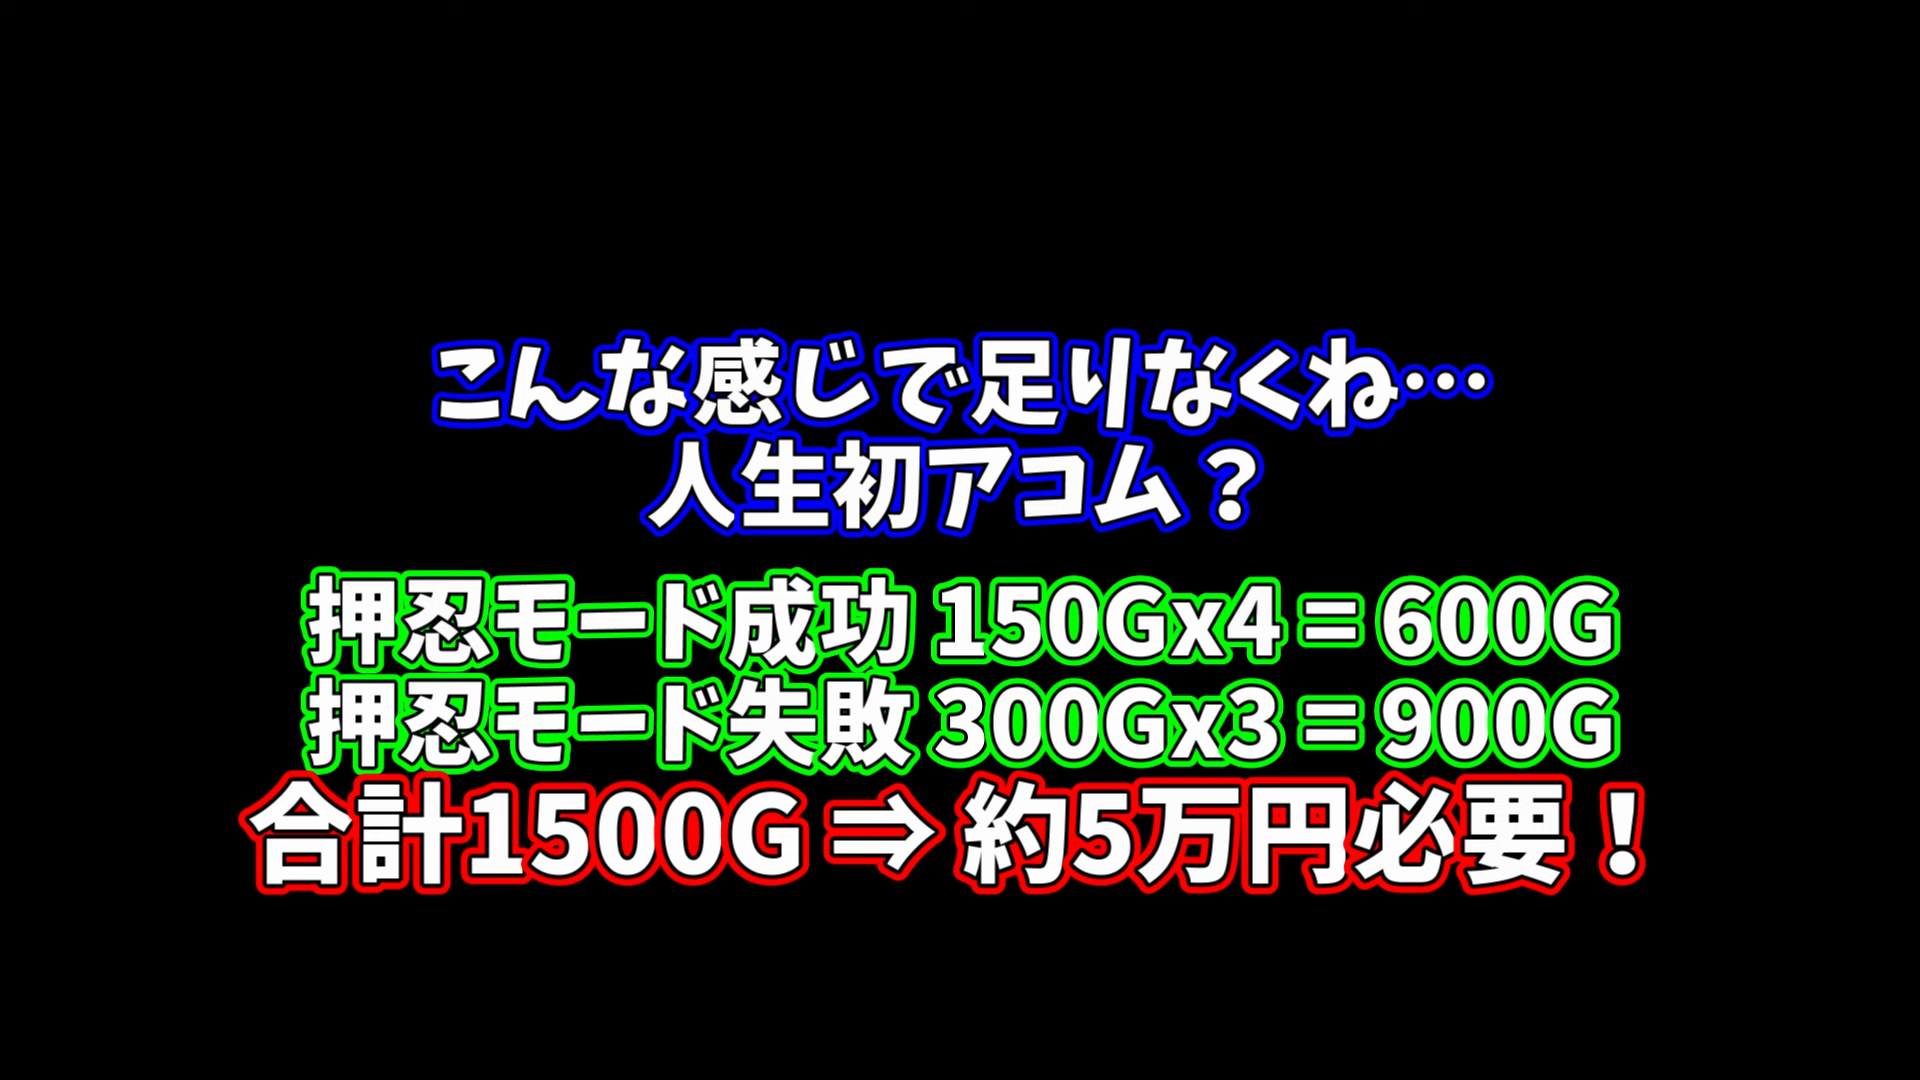 こんな感じで足りなくね…
人生初アコム？
押忍モード成功 150Gx4 = 600G
押忍モード失敗 300Gx3 = 900G
合計1500G ⇒ 約5万円必要！